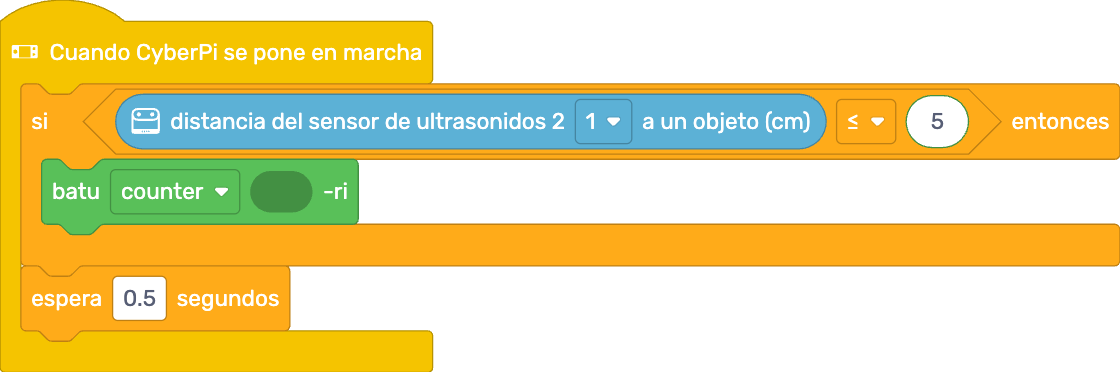 Cuando CyberPi se pone en marcha
si distancia del sensor de ultrasonidos 2 1 a un objeto (cm) ≤ 5 entonces
batu counter -ri
espera 0.5 segundos